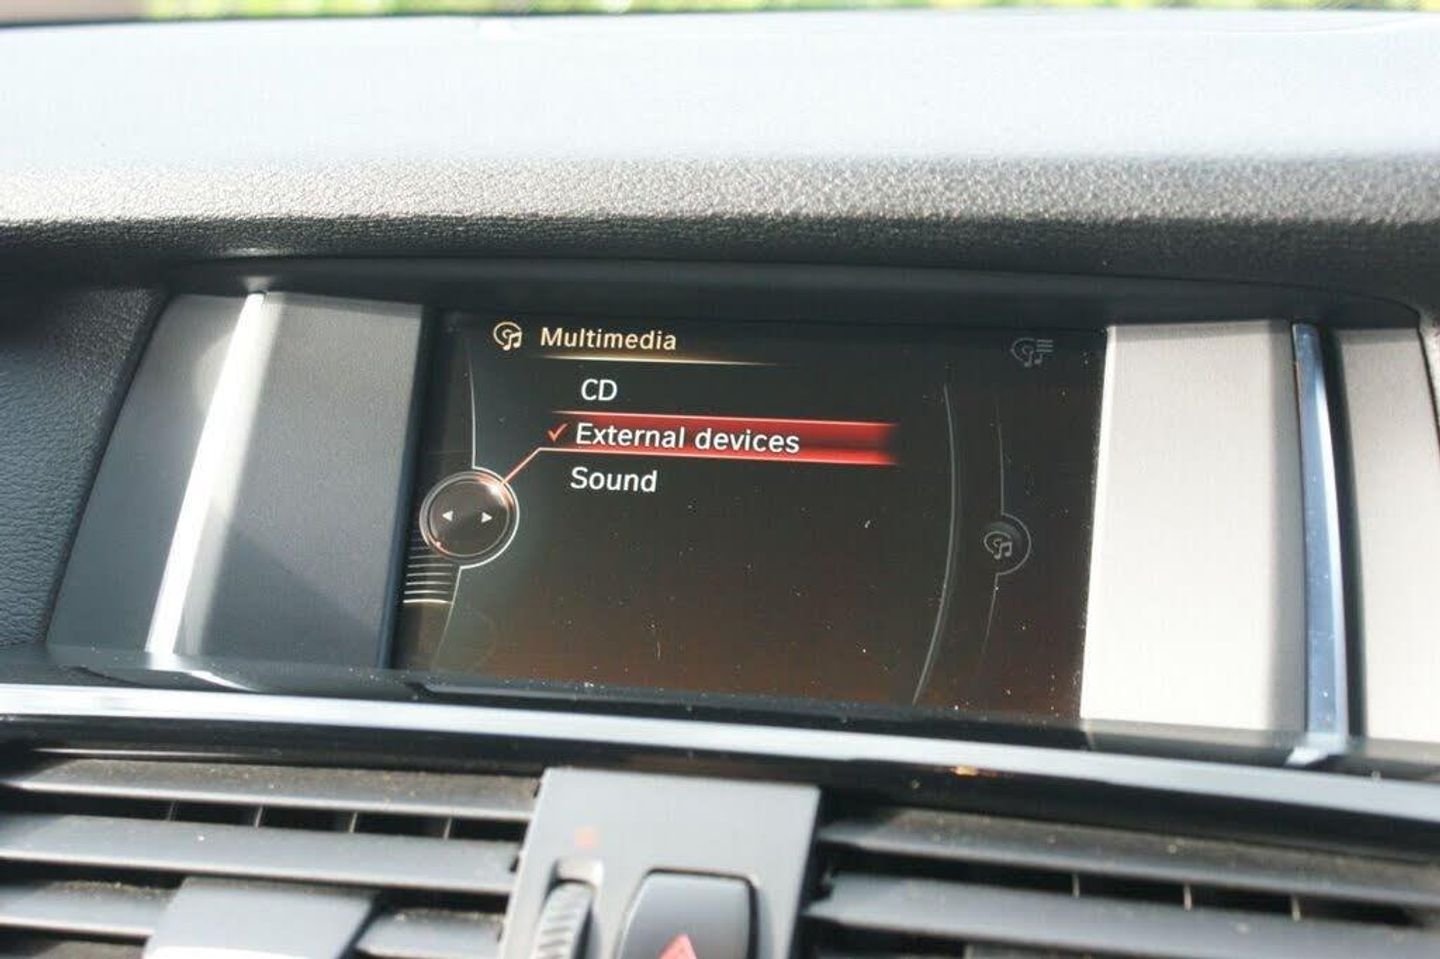 Multimedia
CD
External devices
Sound